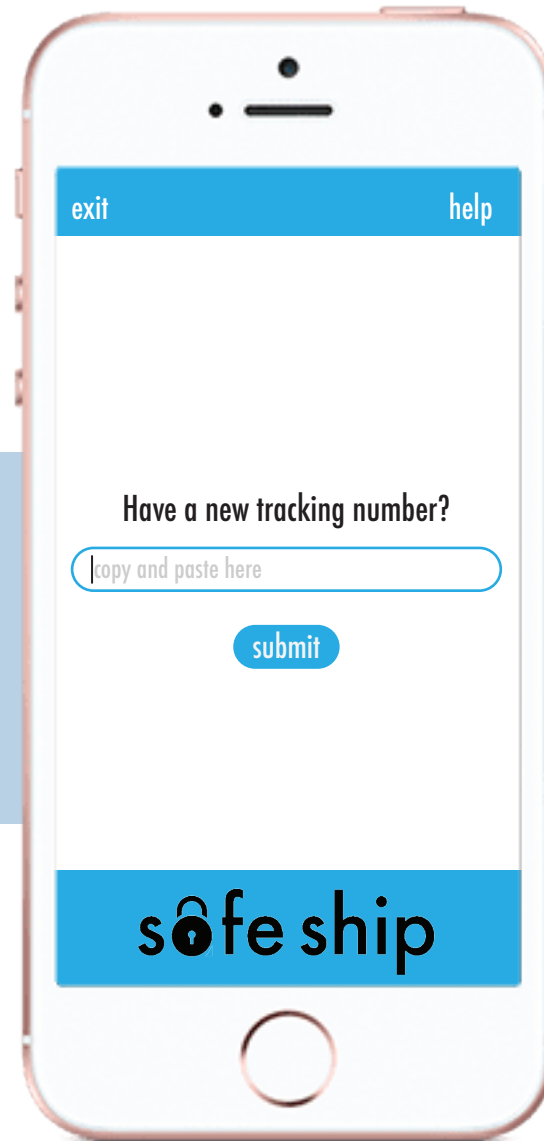 exit help
Have a new tracking number?
copy and paste here
submit
safe ship